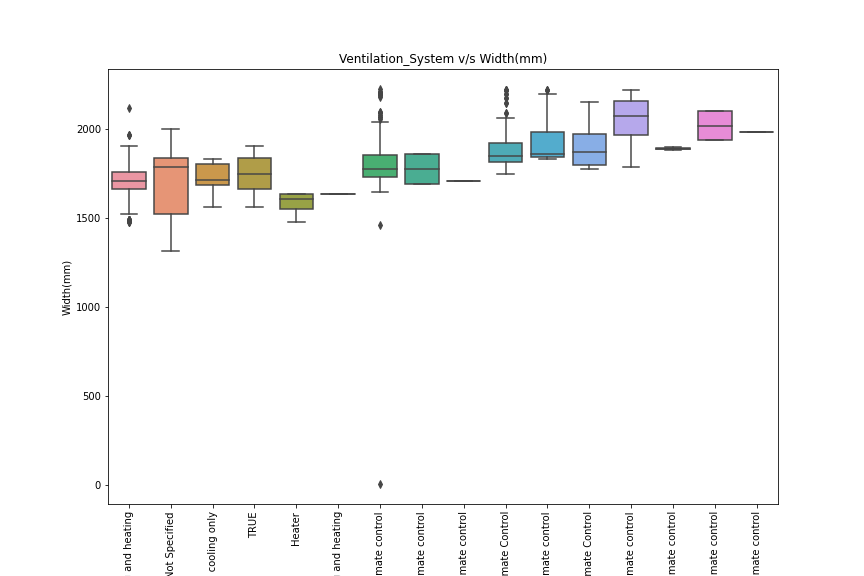 Ventilation_System v/s Width(mm)
Width(mm)
2000
1500
1000
500
0
and heating
Not Specified
cooling only
TRUE
Heater
and heating
mate control
mate control
mate control
mate Control
mate control
mate Control
mate control
mate control
mate control
mate control